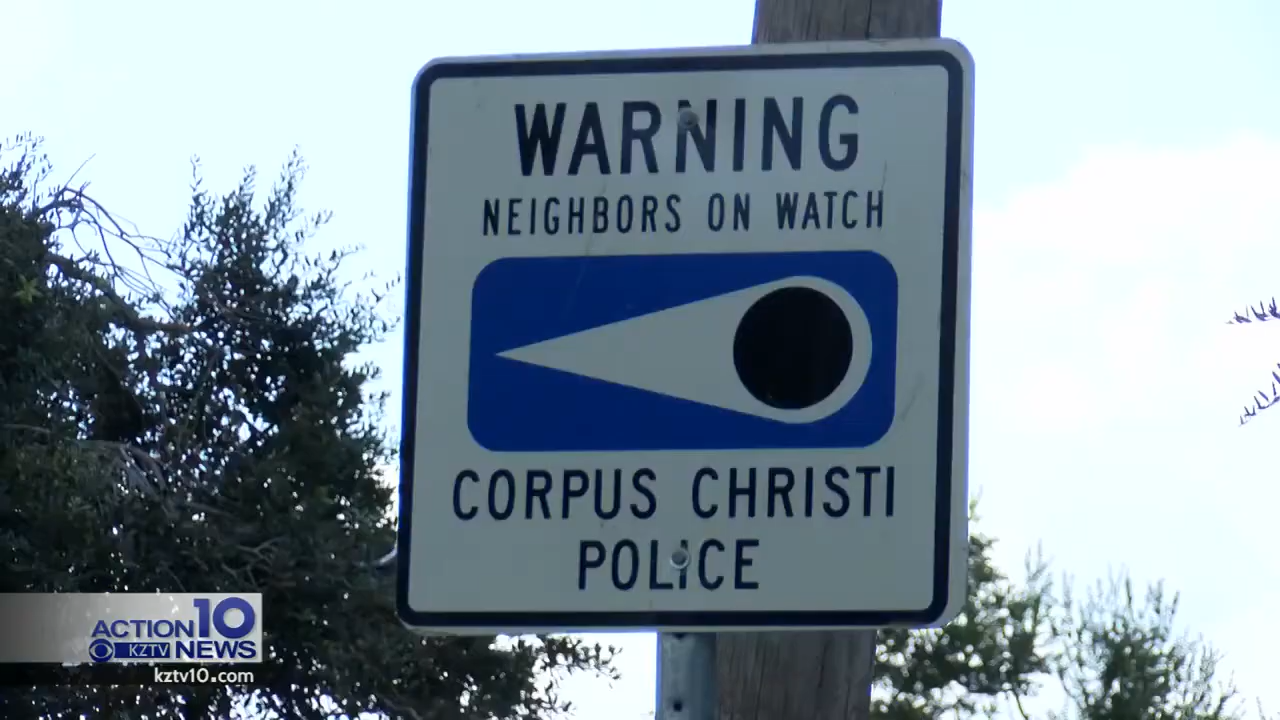 WARNING
NEIGHBORS ON WATCH
CORPUS CHRISTI
POLICE
ACTION 10
KZTV NEWS
kztv10.com